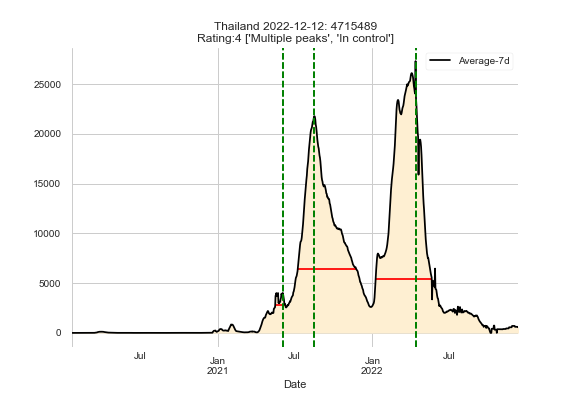 Thailand 2022-12-12: 4715489
Rating:4 ['Multiple peaks', 'In control']
Average-7d
25000
20000
15000
10000
5000
0
Jul
Jan
2021
Jul
Jan
2022
Jul
Date